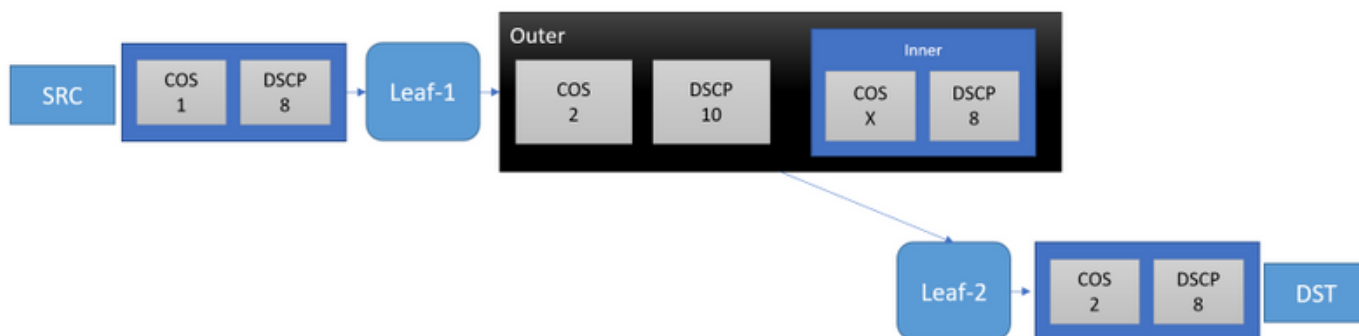 Outer
Inner
SRC
COS
1
DSCP
8
Leaf-1
COS
2
DSCP
10
COS
X
DSCP
8
Leaf-2
COS
2
DSCP
8
DST